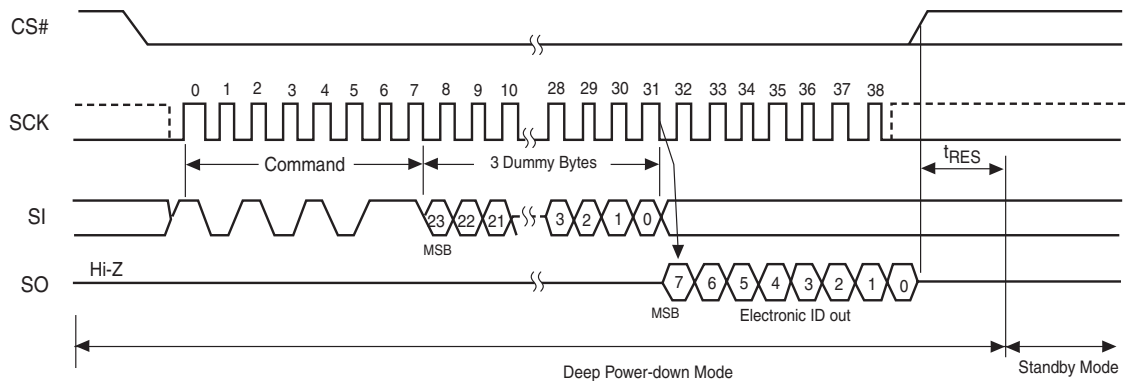 CS#
0 1 2 3 4 5 6 7 8 9 10 28 29 30 31 32 33 34 35 36 37 38
SCK
Command
3 Dummy Bytes
tRES
SI
23 22 21 3 2 1 0
MSB
Hi-Z
SO
7 6 5 4 3 2 1 0
MSB
Electronic ID out
Deep Power-down Mode
Standby Mode